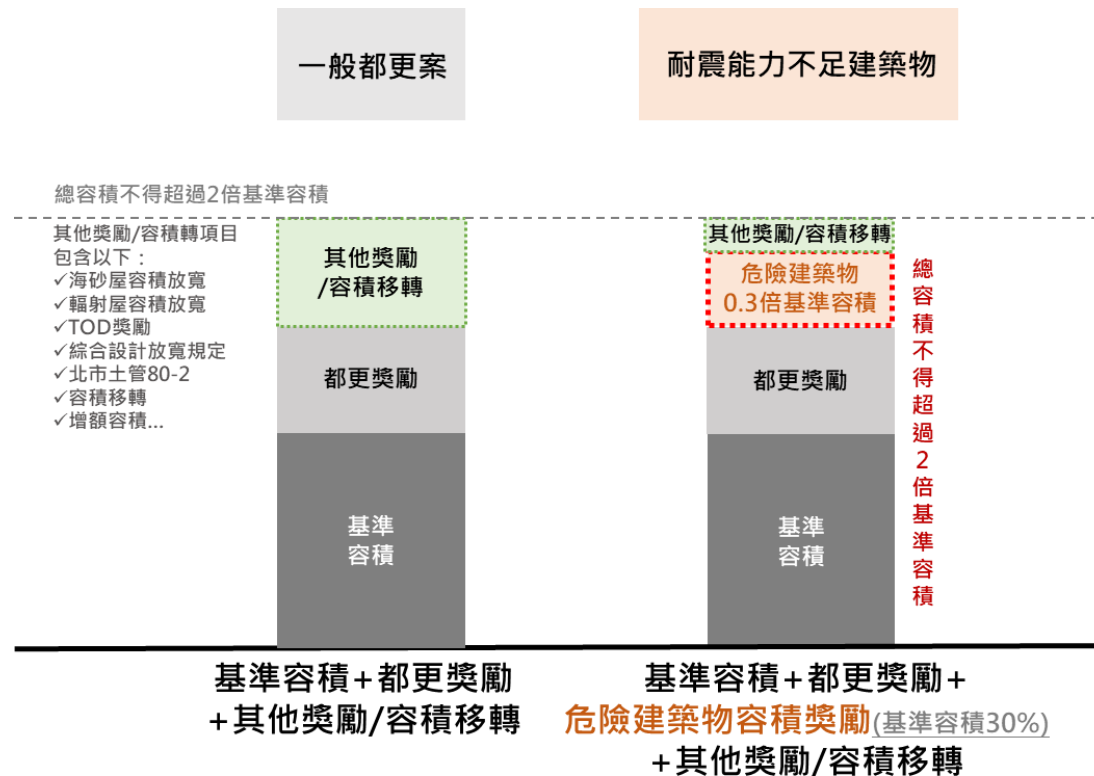 一般都更案
耐震能力不足建築物
總容積不得超過2倍基準容積
其他獎勵/容積轉項目
包含以下：
✓海砂屋容積放寬
✓輻射屋容積放寬
✓TOD獎勵
✓綜合設計放寬規定
✓北市土管80-2
✓容積移轉
✓增額容積...
其他獎勵
/容積移轉
都更獎勵
基準
容積
其他獎勵/容積移轉
危險建築物
0.3倍基準容積
都更獎勵
基準
容積
總容積不得超過2倍基準容積
基準容積+都更獎勵
+其他獎勵/容積移轉
基準容積+都更獎勵+
危險建築物容積獎勵(基準容積30%)
+其他獎勵/容積移轉